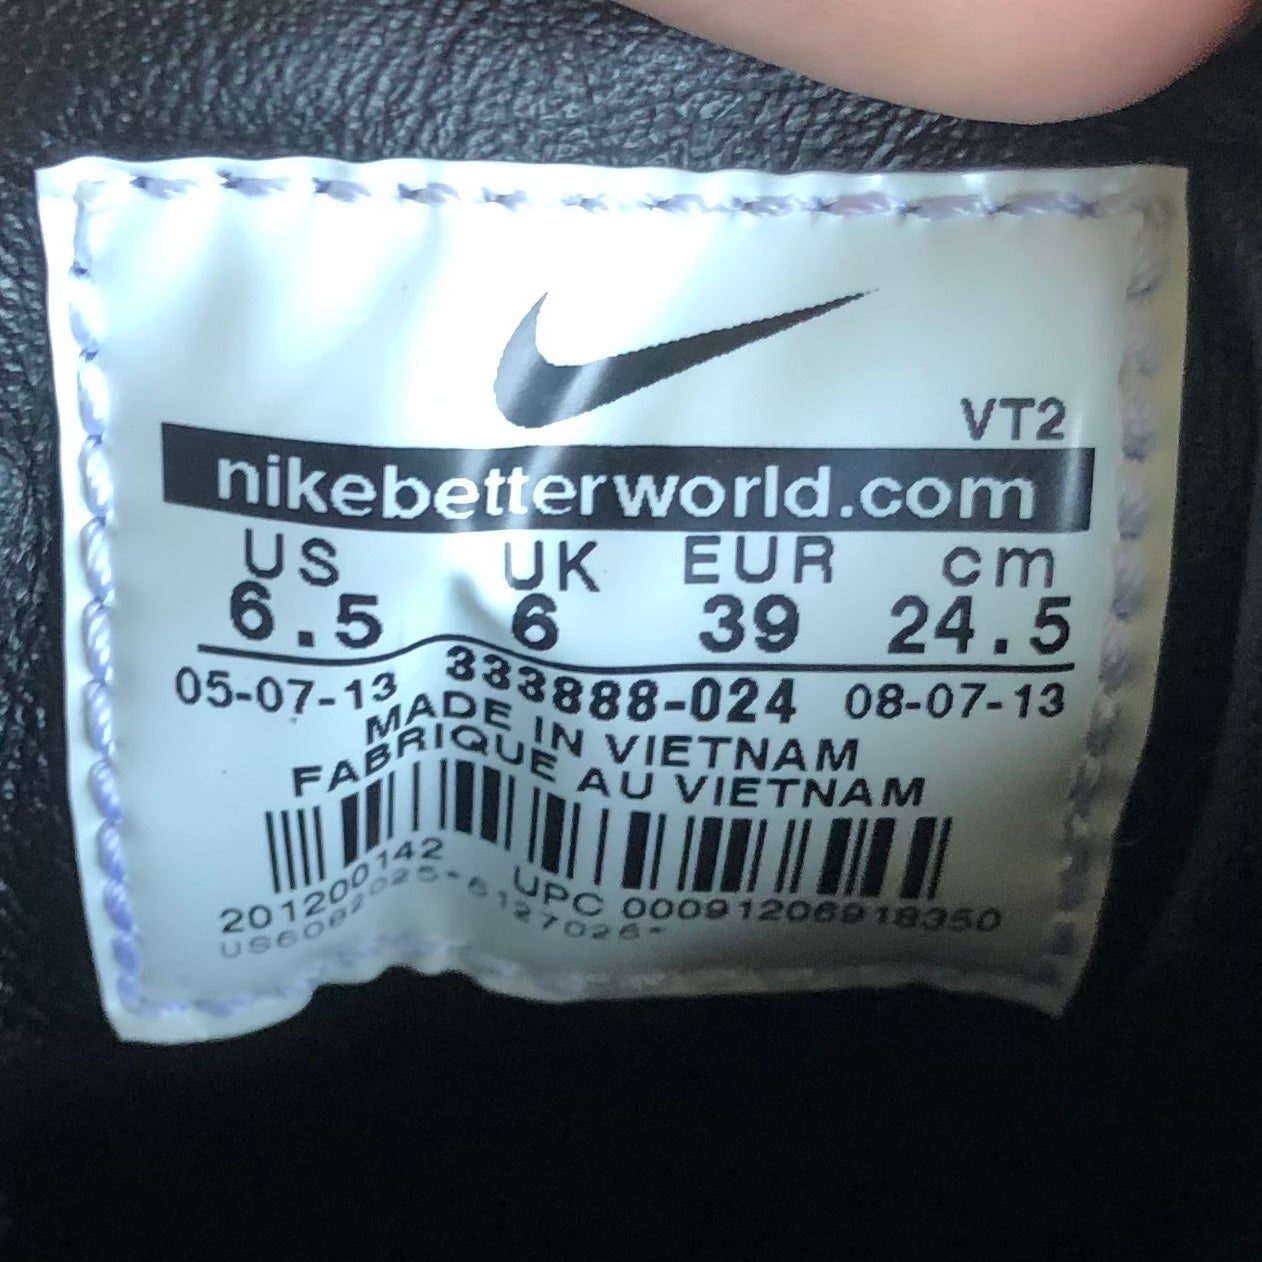 VT2
nikebetterworld.com
US UK EUR cm
6.5 6 39 24.5
05-07-13 333888-024 08-07-13
MADE IN VIETNAM
FABRIQUE AU VIETNAM
201200142 UPC 00091206918350